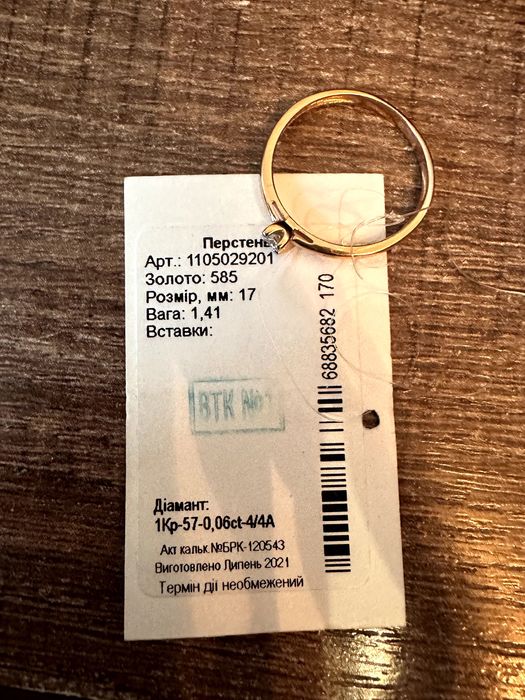 Перстень
Арт.: 1105029201
Золото: 585
Розмір, мм: 17
Вага: 1,41
Вставки:
68835682 170
ВТК №
Діамант:
1Кр-57-0,06ct-4/4А
Акт кальк.№БРК-120543
Виготовлено Липень 2021
Термін дії необмежений